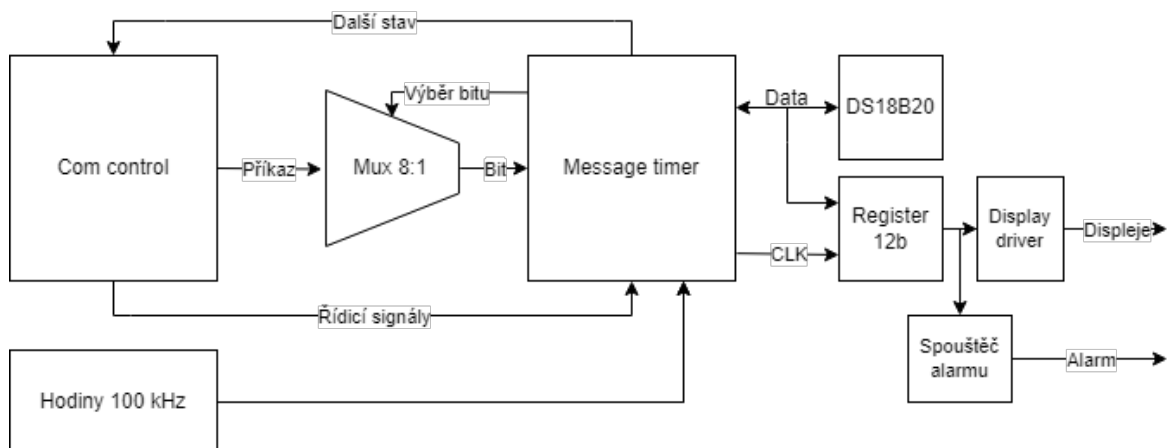 Další stav
Výběr bitu
Com control
Příkaz
Mux 8:1
Bit
Message timer
Data
DS18B20
Register
12b
CLK
Display
driver
Displeje
Řídicí signály
Spouštěč
alarmu
Alarm
Hodiny 100 kHz